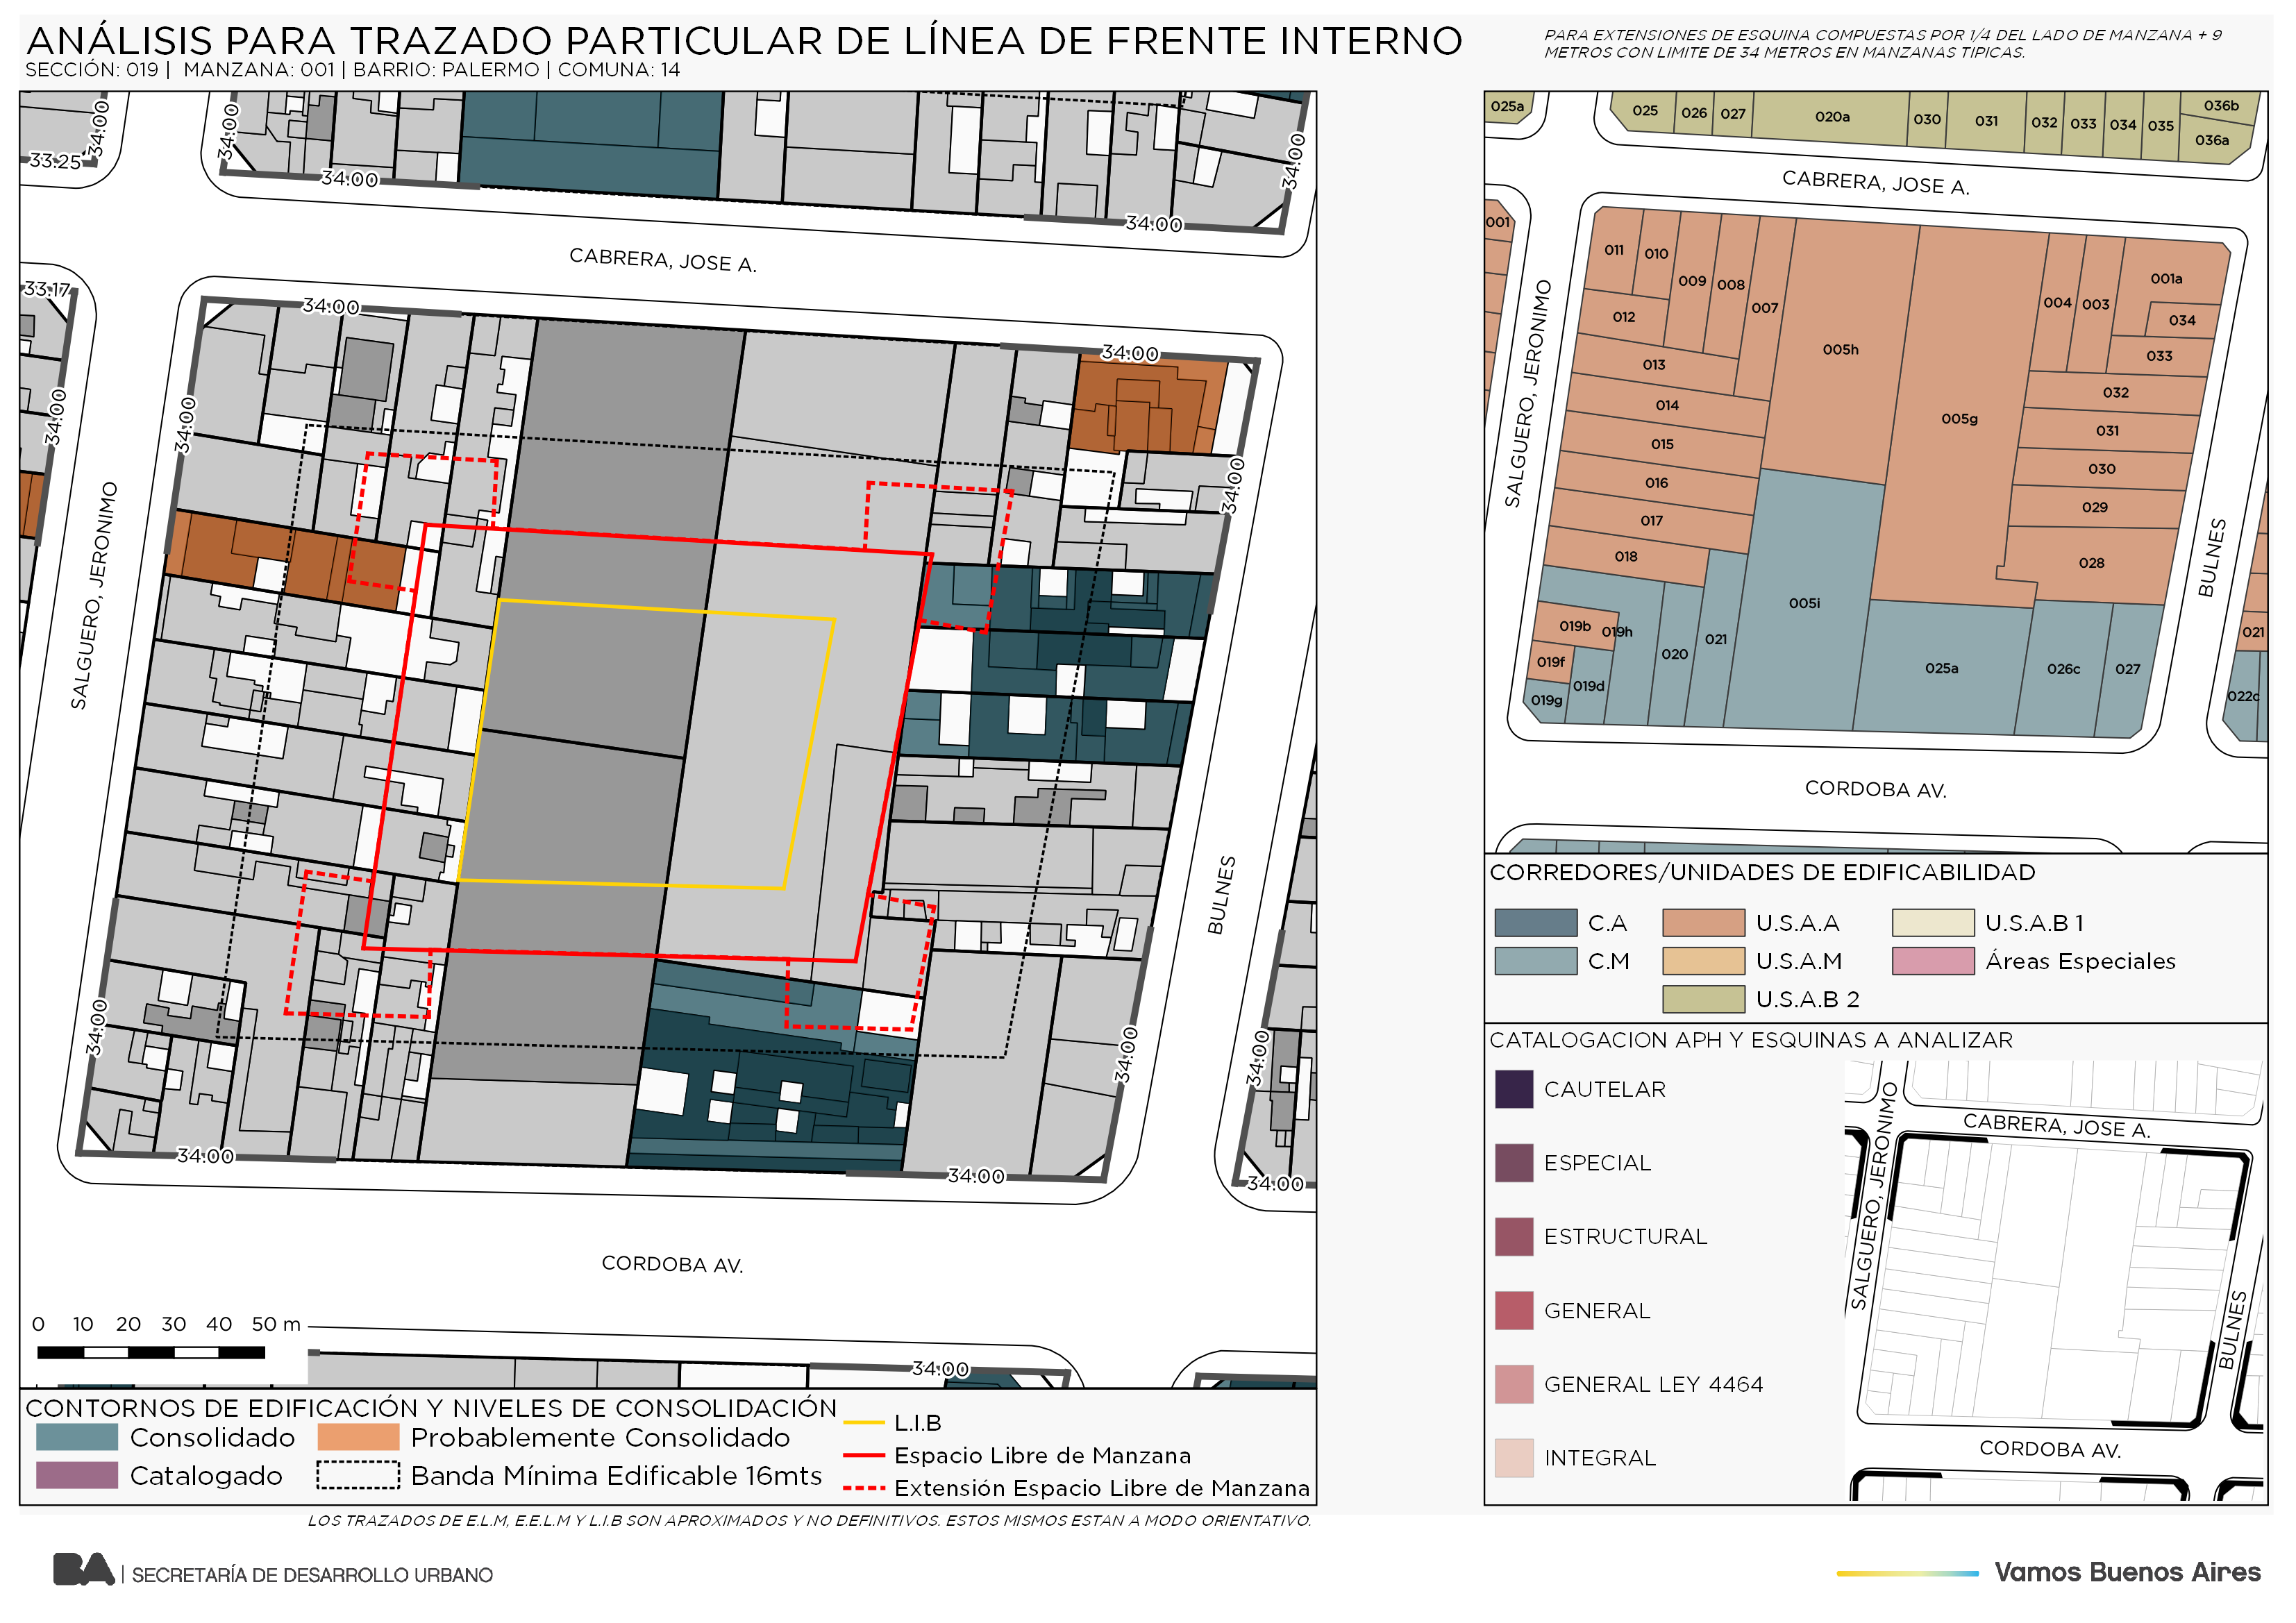 ANÁLISIS PARA TRAZADO PARTICULAR DE LÍNEA DE FRENTE INTERNO
SECCIÓN: 019 | MANZANA: 001 | BARRIO: PALERMO | COMUNA: 14
PARA EXTENSIONES DE ESQUINA COMPUESTAS POR 1/4 DEL LADO DE MANZANA + 9
METROS CON LIMITE DE 34 METROS EN MANZANAS TIPICAS.
34.00
33.25
34.00
34.00
34.00
34.00
CABRERA, JOSE A.
33.17
34.00
34.00
34.00
34.00
34.00
SALGUERO, JERONIMO
BULNES
34.00
34.00
34.00
34.00
34.00
34.00
CORDOBA AV.
34.00
0 10 20 30 40 50 m
CONTORNOS DE EDIFICACIÓN Y NIVELES DE CONSOLIDACIÓN
Consolidado
Probablemente Consolidado
Catalogado
Banda Mínima Edificable 16mts
L.I.B
Espacio Libre de Manzana
Extensión Espacio Libre de Manzana
LOS TRAZADOS DE E.L.M, E.E.L.M Y L.I.B SON APROXIMADOS Y NO DEFINITIVOS. ESTOS MISMOS ESTAN A MODO ORIENTATIVO.
025a
025
026
027
020a
030
031
032
033
034
035
036b
036a
CABRERA, JOSE A.
001
011
010
009
008
007
005h
005g
004
003
001a
034
033
012
013
014
015
016
017
018
032
031
030
029
028
SALGUERO, JERONIMO
BULNES
019b
019h
019f
019d
019g
020
021
005i
025a
026c
027
021
022c
CORDOBA AV.
CORREDORES/UNIDADES DE EDIFICABILIDAD
C.A
U.S.A.A
U.S.A.B 1
C.M
U.S.A.M
Áreas Especiales
U.S.A.B 2
CATALOGACION APH Y ESQUINAS A ANALIZAR
CAUTELAR
ESPECIAL
ESTRUCTURAL
GENERAL
GENERAL LEY 4464
INTEGRAL
CABRERA, JOSE A.
SALGUERO, JERONIMO
BULNES
CORDOBA AV.
BA | SECRETARÍA DE DESARROLLO URBANO
Vamos Buenos Aires